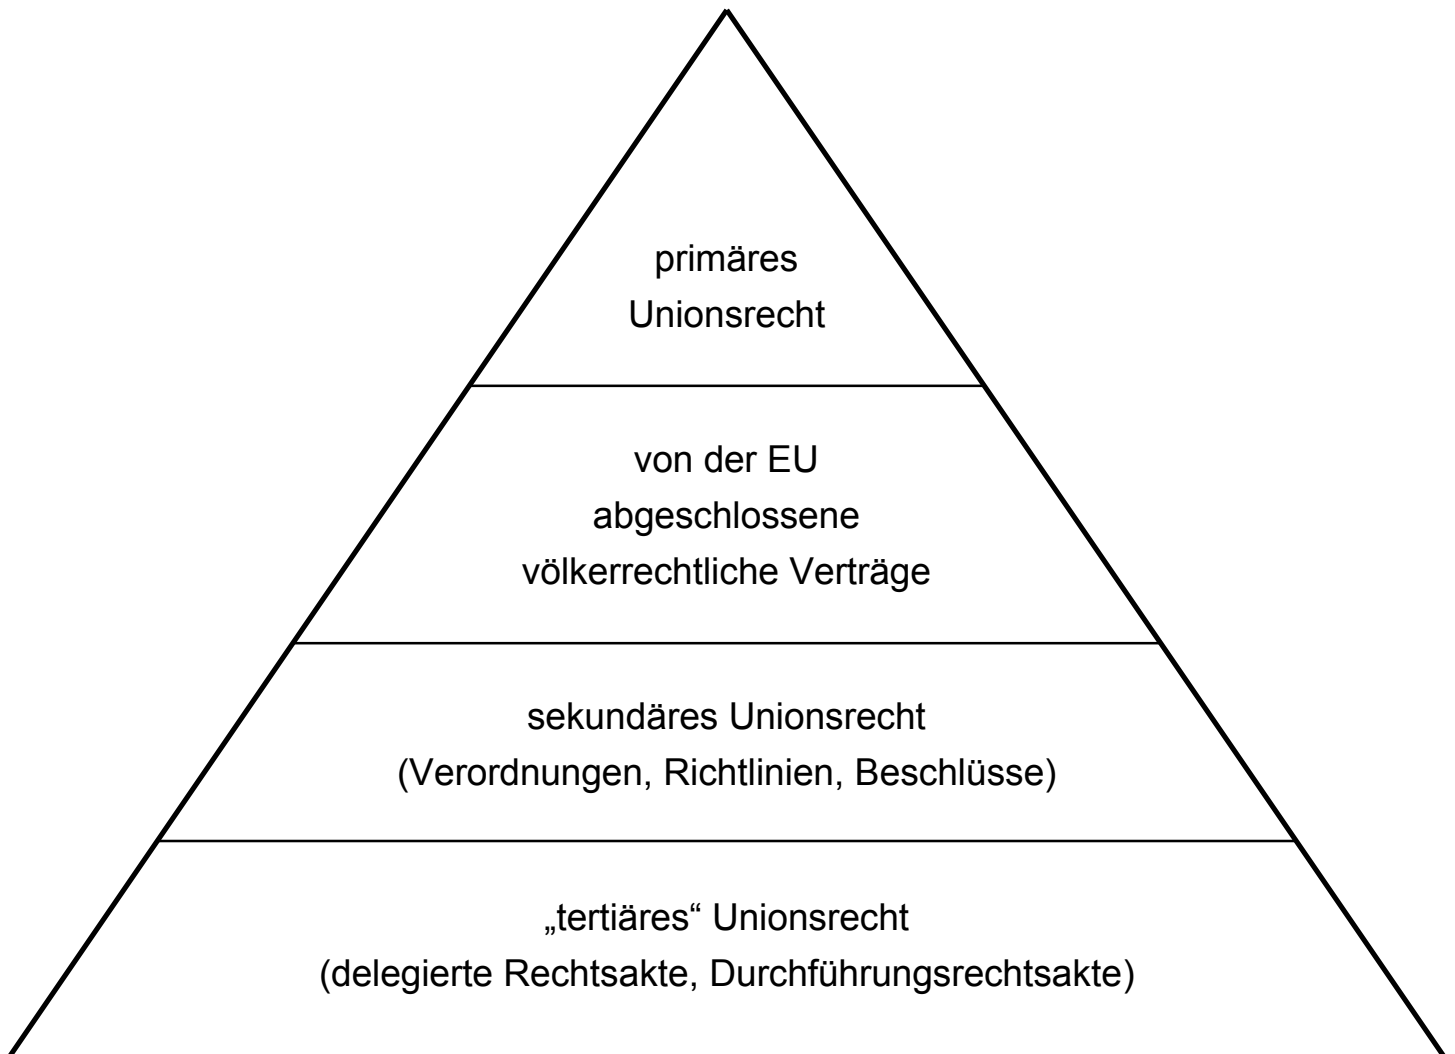 primäres
Unionsrecht
von der EU
abgeschlossene
völkerrechtliche Verträge
sekundäres Unionsrecht
(Verordnungen, Richtlinien, Beschlüsse)
„tertiäres“ Unionsrecht
(delegierte Rechtsakte, Durchführungsrechtsakte)